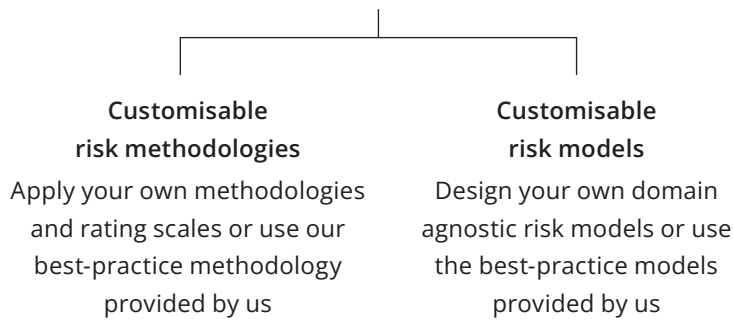 Customisable
risk methodologies
Apply your own methodologies
and rating scales or use our
best-practice methodology
provided by us
Customisable
risk models
Design your own domain
agnostic risk models or use
the best-practice models
provided by us